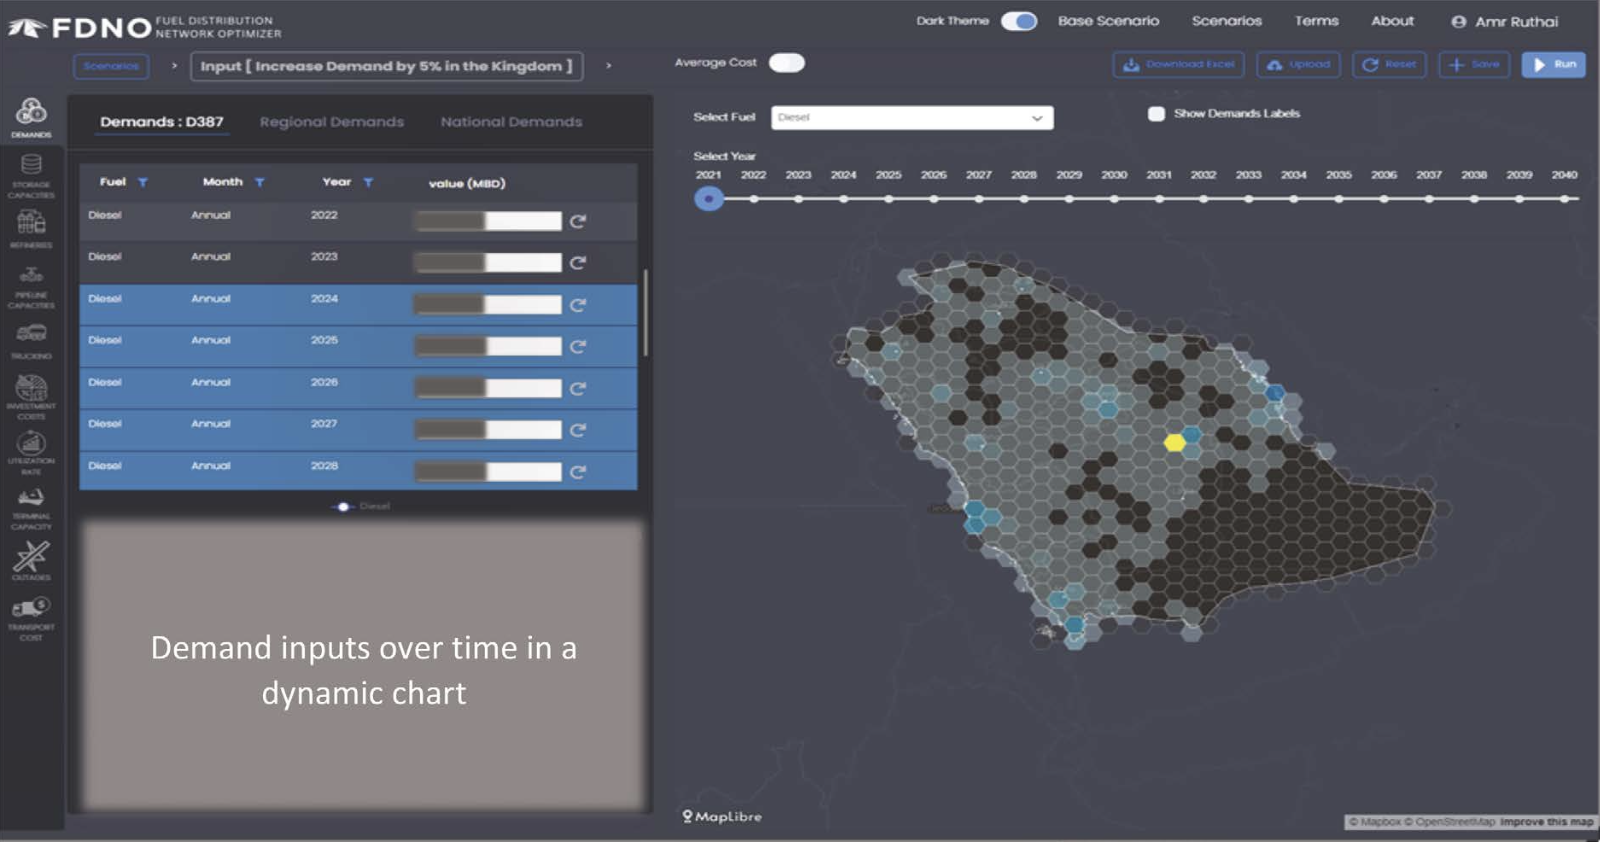 FDNO FUEL DISTRIBUTION
NETWORK OPTIMIZER
Dark Theme Base Scenario Scenarios Terms About Amr Ruthai
Scenarios > Input [ Increase Demand by 5% in the Kingdom ] >
Average Cost
Download Excel Upload Reset Save Run
DEMANDS
STORAGE
CAPACITIES
REFINERIES
PIPELINE
CAPACITIES
TRUCKING
INVESTMENT
COSTS
UTILIZATION
RATE
TERMINAL
CAPACITY
OUTAGES
TRANSPORT
COST
Demands : D387 Regional Demands National Demands
Fuel Month Year value (MBD)
Diesel Annual 2022
Diesel Annual 2023
Diesel Annual 2024
Diesel Annual 2025
Diesel Annual 2026
Diesel Annual 2027
Diesel Annual 2028
Diesel
Demand inputs over time in a
dynamic chart
Select Fuel Diesel
Show Demands Labels
Select Year
2021 2022 2023 2024 2025 2026 2027 2028 2029 2030 2031 2032 2033 2034 2035 2036 2037 2038 2039 2040
MapLibre
© Mapbox © OpenStreetMap Improve this map